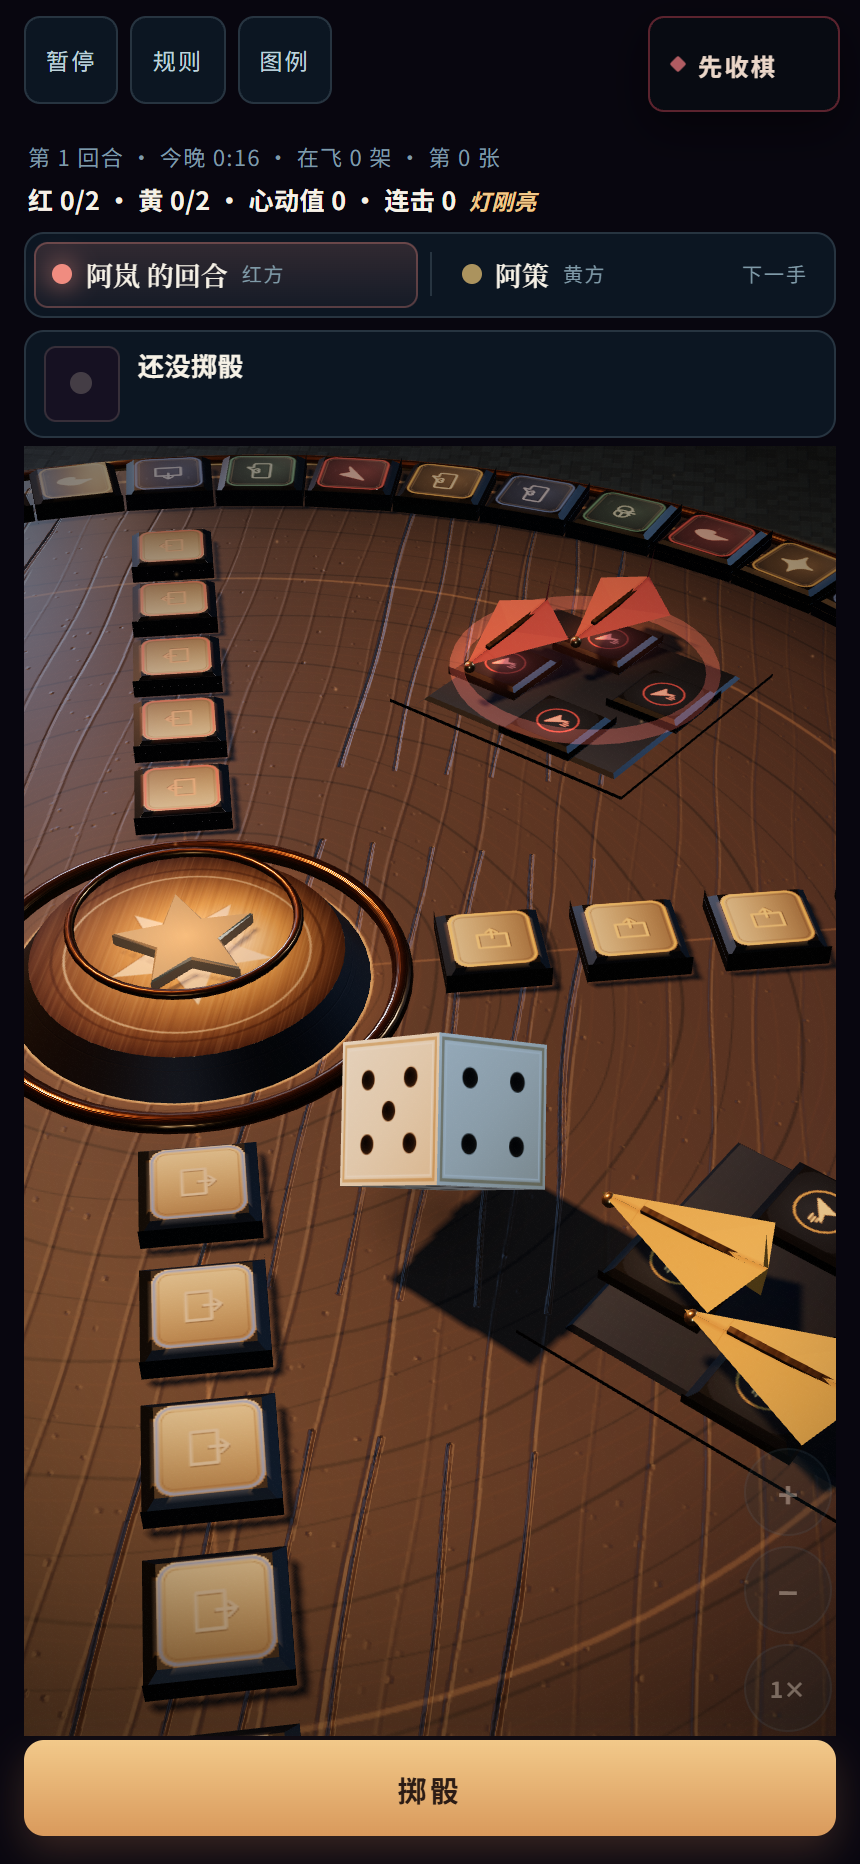 暂停 规则 图例 先收棋
第 1 回合 · 今晚 0:16 · 在飞 0 架 · 第 0 张
红 0/2 · 黄 0/2 · 心动值 0 · 连击 0 灯刚亮
阿岚 的回合 红方 阿策 黄方 下一手
还没掷骰
+
−
1×
掷骰